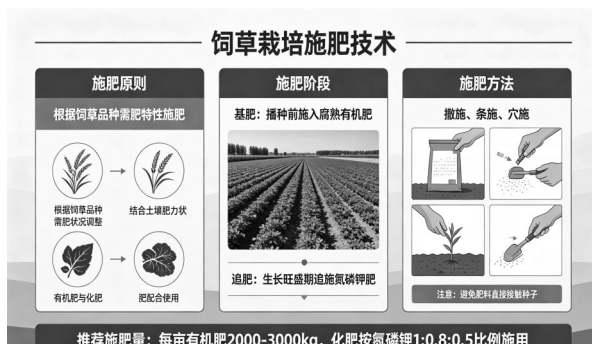 饲草栽培施肥技术
施肥原则
根据饲草品种需肥特性施肥
根据饲草品种
需肥状况调整
结合土壤肥力状
有机肥与化肥
肥配合使用
施肥阶段
基肥：播种前施入腐熟有机肥
追肥：生长旺盛期追施氮磷钾肥
施肥方法
撒施、条施、穴施
注意：避免肥料直接接触种子
推荐施肥量：每亩有机肥2000-3000kg，化肥按氮磷钾1:0.8:0.5比例施用